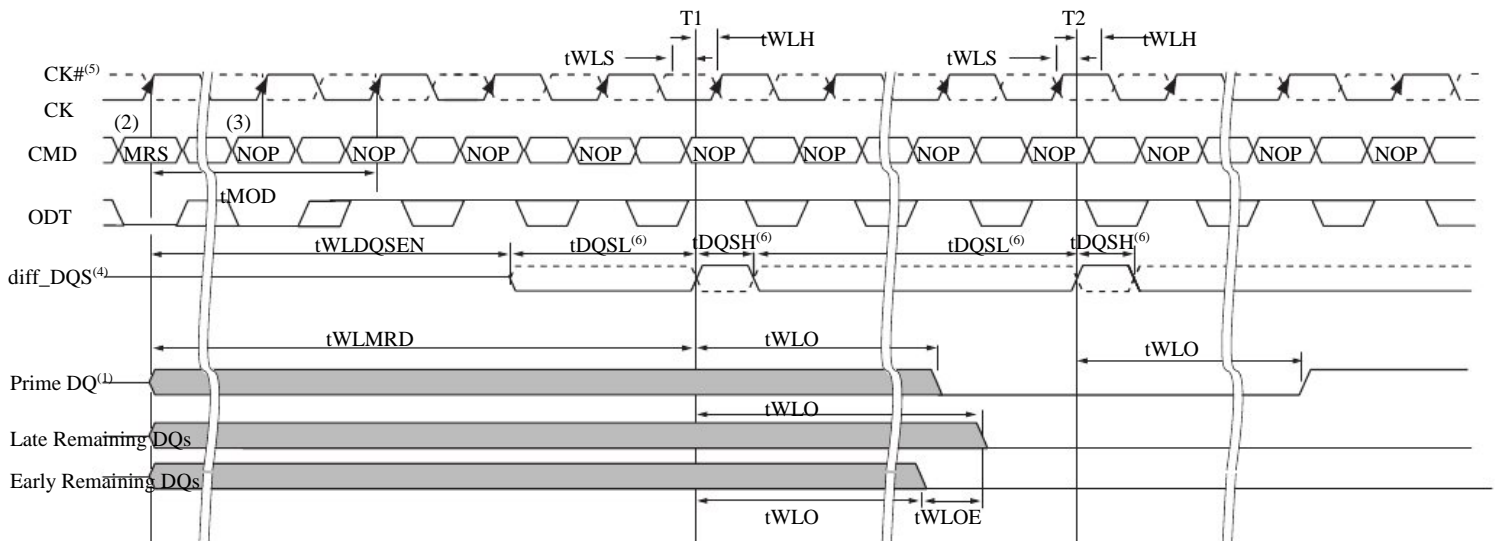 T1 T2
tWLH tWLH
tWLS tWLS
CK#(5)
CK
(2) (3)
CMD MRS NOP NOP NOP NOP NOP NOP NOP NOP NOP NOP NOP
tMOD
ODT
tWLDQSEN tDQSL(6) tDQSH(6) tDQSL(6) tDQSH(6)
diff_DQS(4)
tWLMRD tWLO tWLO
Prime DQ(1)
tWLO
Late Remaining DQs
Early Remaining DQs
tWLO tWLOE